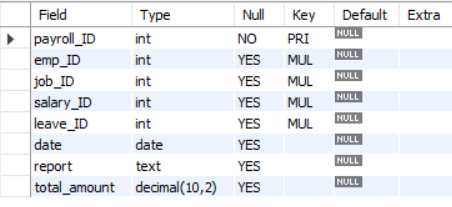 Field Type Null Key Default Extra
payroll_ID int NO PRI NULL
emp_ID int YES MUL NULL
job_ID int YES MUL NULL
salary_ID int YES MUL NULL
leave_ID int YES MUL NULL
date date YES NULL
report text YES NULL
total_amount decimal(10,2) YES NULL